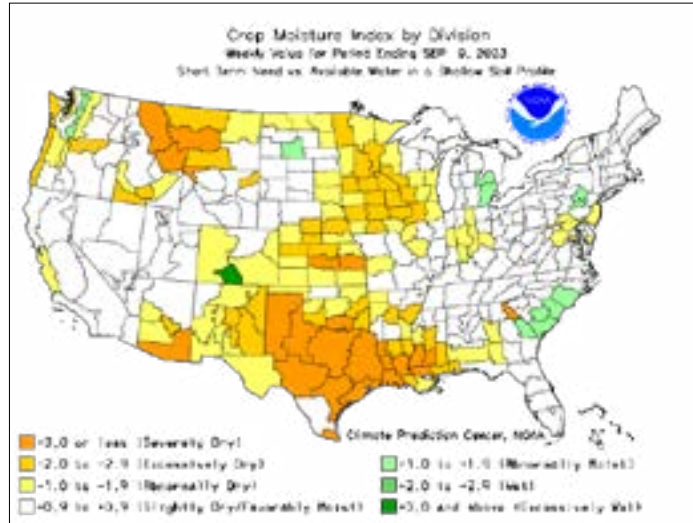 Crop Moisture Index by Division
Weekly Value for Period Ending SEP 9, 2023
Short Term Need vs. Available Water in a Shallow Soil Profile
NOAA
Climate Prediction Center, NOAA
-3.0 or less (Severely Dry)
-2.0 to -2.9 (Excessively Dry)
-1.0 to -1.9 (Abnormally Dry)
-0.9 to +0.9 (Slightly Dry/Favorably Moist)
+1.0 to +1.9 (Abnormally Moist)
+2.0 to +2.9 (Wet)
+3.0 and above (Excessively Wet)